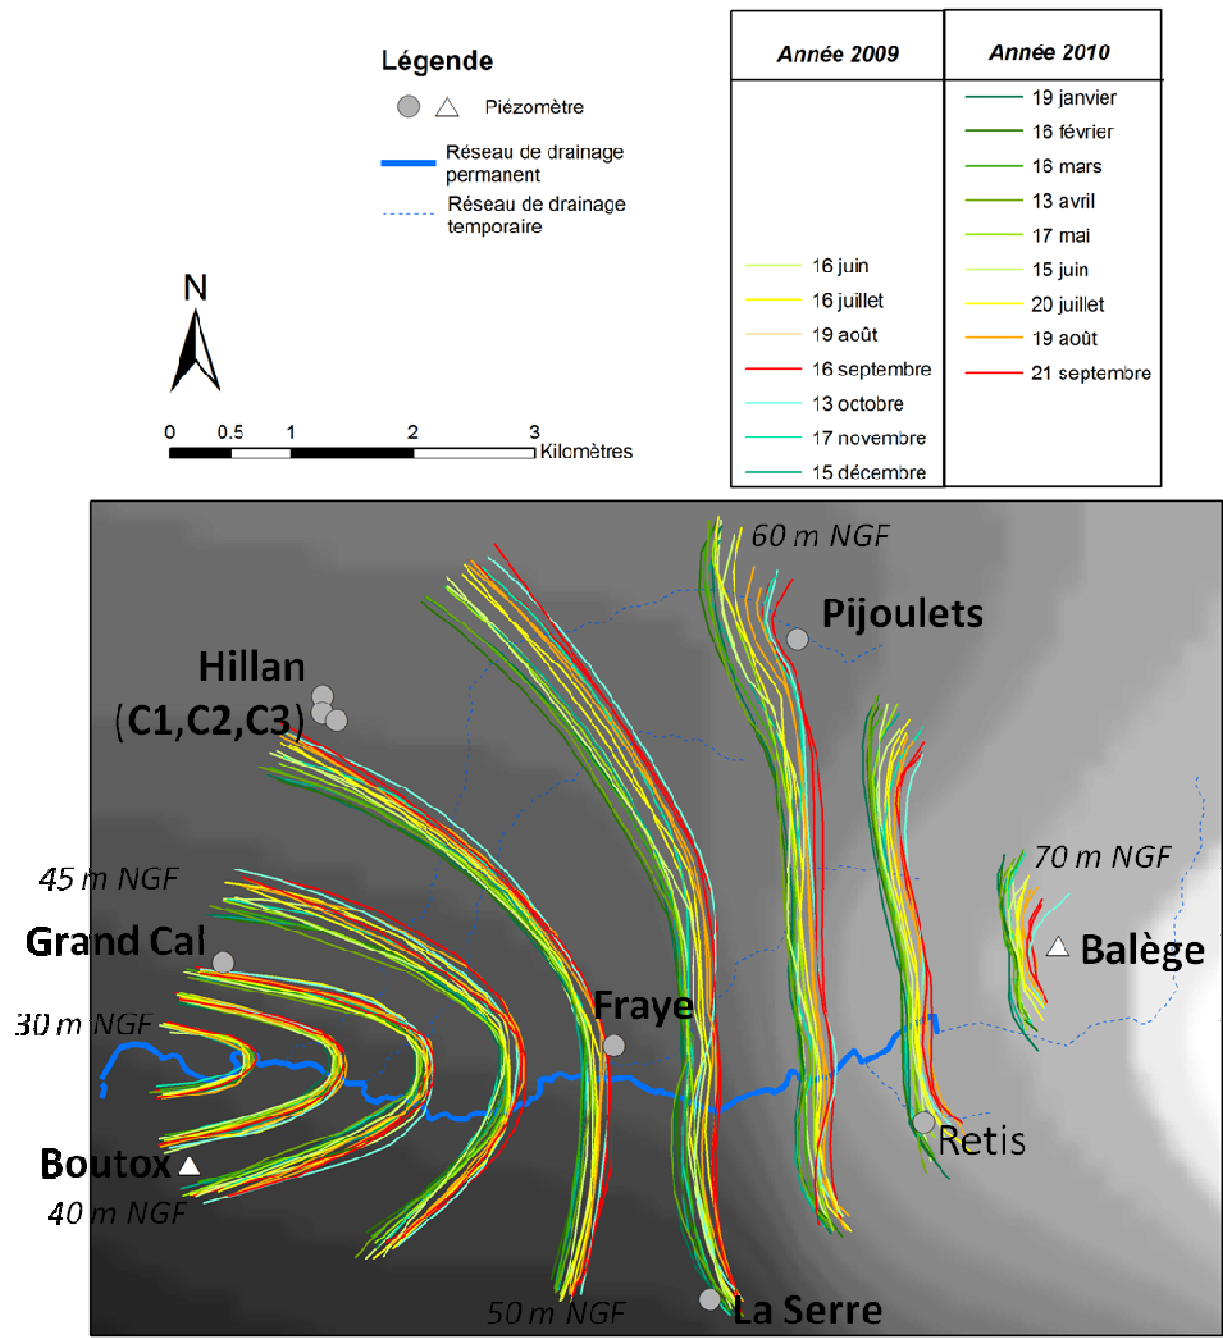 Légende
Piézomètre
Réseau de drainage
permanent
Réseau de drainage
temporaire
N
0 0.5 1 2 3
Kilomètres
Année 2009
16 juin
16 juillet
19 août
16 septembre
13 octobre
17 novembre
15 décembre
Année 2010
19 janvier
16 février
16 mars
13 avril
17 mai
15 juin
20 juillet
19 août
21 septembre
60 m NGF
Pijoulets
Hillan
(C1,C2,C3)
70 m NGF
45 m NGF
Grand Cal
Balège
Fraye
30 m NGF
Retis
Boutox
40 m NGF
50 m NGF
La Serre